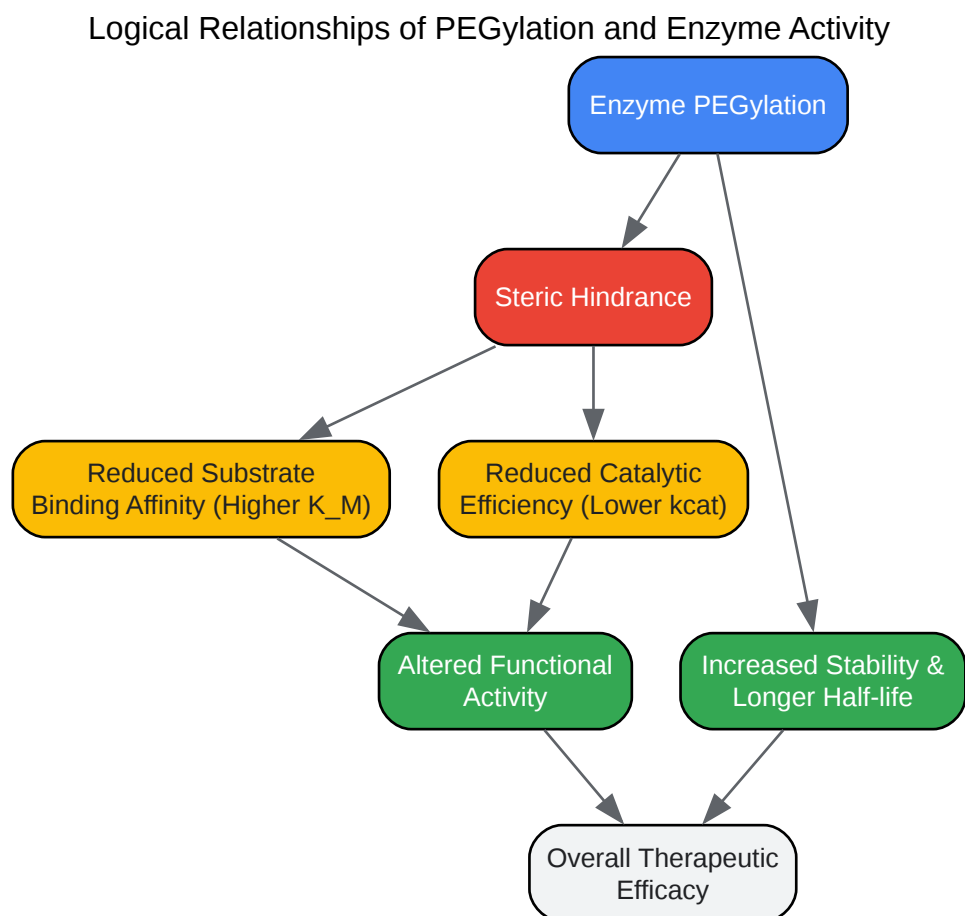 Logical Relationships of PEGylation and Enzyme Activity
Enzyme PEGylation
Steric Hindrance
Reduced Substrate
Binding Affinity (Higher K_M)
Reduced Catalytic
Efficiency (Lower kcat)
Altered Functional
Activity
Increased Stability &
Longer Half-life
Overall Therapeutic
Efficacy